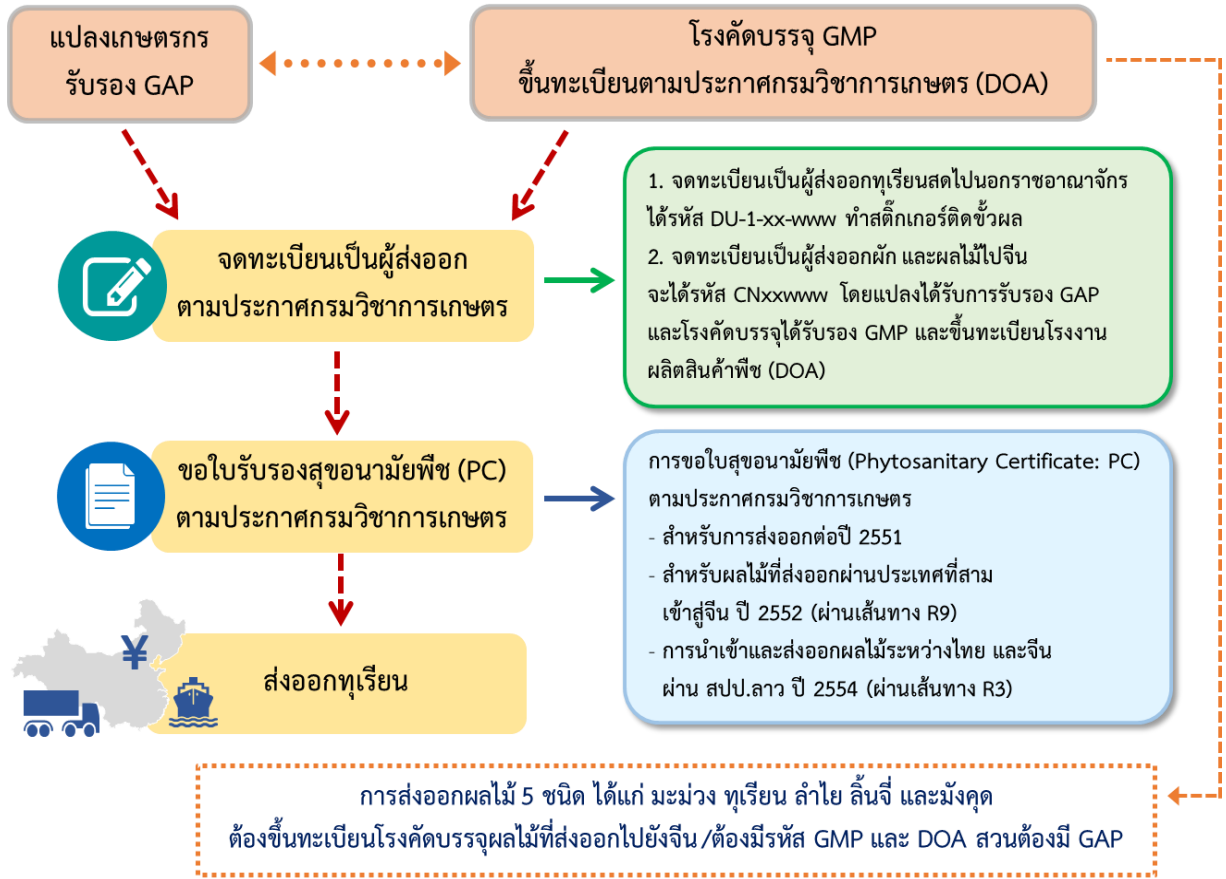 แปลงเกษตรกร
รับรอง GAP
โรงคัดบรรจุ GMP
ขึ้นทะเบียนตามประกาศกรมวิชาการเกษตร (DOA)
จดทะเบียนเป็นผู้ส่งออก
ตามประกาศกรมวิชาการเกษตร
1. จดทะเบียนเป็นผู้ส่งออกทุเรียนสดไปนอกราชอาณาจักร
ได้รหัส DU-1-xx-www ทำสติ๊กเกอร์ติดขั้วผล
2. จดทะเบียนเป็นผู้ส่งออกผัก และผลไม้ไปจีน
จะได้รหัส CNxxwww โดยแปลงได้รับการรับรอง GAP
และโรงคัดบรรจุได้รับรอง GMP และขึ้นทะเบียนโรงงาน
ผลิตสินค้าพืช (DOA)
ขอใบรับรองสุขอนามัยพืช (PC)
ตามประกาศกรมวิชาการเกษตร
การขอใบสุขอนามัยพืช (Phytosanitary Certificate: PC)
ตามประกาศกรมวิชาการเกษตร
- สำหรับการส่งออกต่อปี 2551
- สำหรับผลไม้ที่ส่งออกผ่านประเทศที่สาม
เข้าสู่จีน ปี 2552 (ผ่านเส้นทาง R9)
- การนำเข้าและส่งออกผลไม้ระหว่างไทย และจีน
ผ่าน สปป.ลาว ปี 2554 (ผ่านเส้นทาง R3)
¥
ส่งออกทุเรียน
การส่งออกผลไม้ 5 ชนิด ได้แก่ มะม่วง ทุเรียน ลำไย ลิ้นจี่ และมังคุด
ต้องขึ้นทะเบียนโรงคัดบรรจุผลไม้ที่ส่งออกไปยังจีน /ต้องมีรหัส GMP และ DOA สวนต้องมี GAP